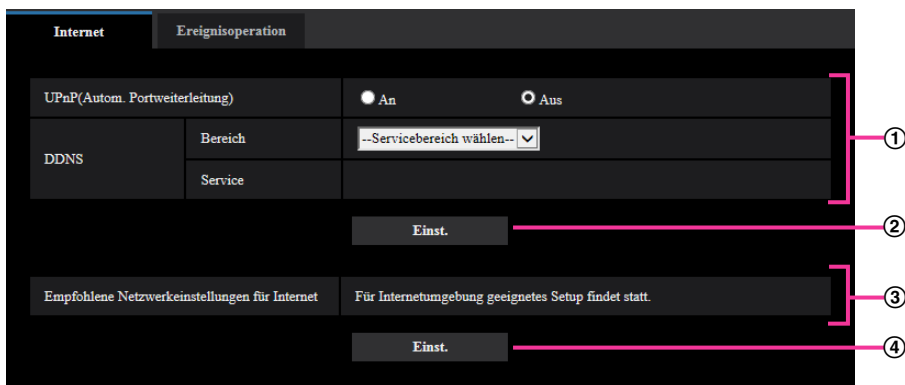 Internet Ereignisoperation
UPnP(Autom. Portweiterleitung) An Aus
DDNS Bereich --Servicebereich wählen--
Service
①
Einst. ②
Empfohlene Netzwerkeinstellungen für Internet Für Internetumgebung geeignetes Setup findet statt. ③
Einst. ④